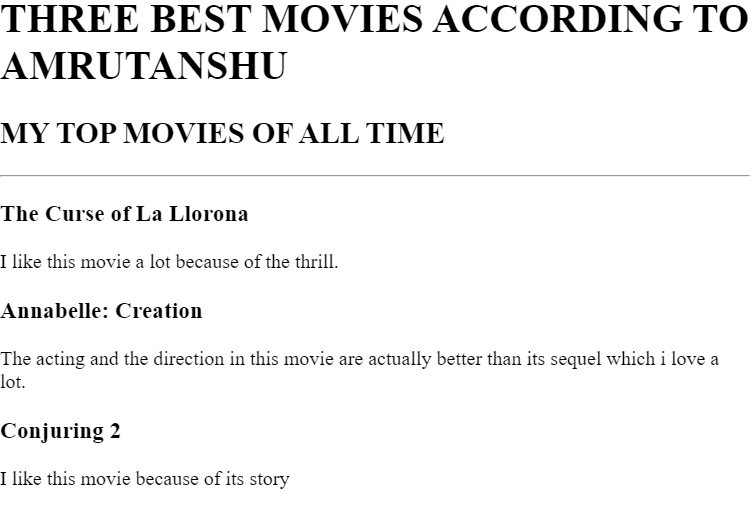 THREE BEST MOVIES ACCORDING TO
AMRUTANSHU
MY TOP MOVIES OF ALL TIME
The Curse of La Llorona
I like this movie a lot because of the thrill.
Annabelle: Creation
The acting and the direction in this movie are actually better than its sequel which i love a
lot.
Conjuring 2
I like this movie because of its story